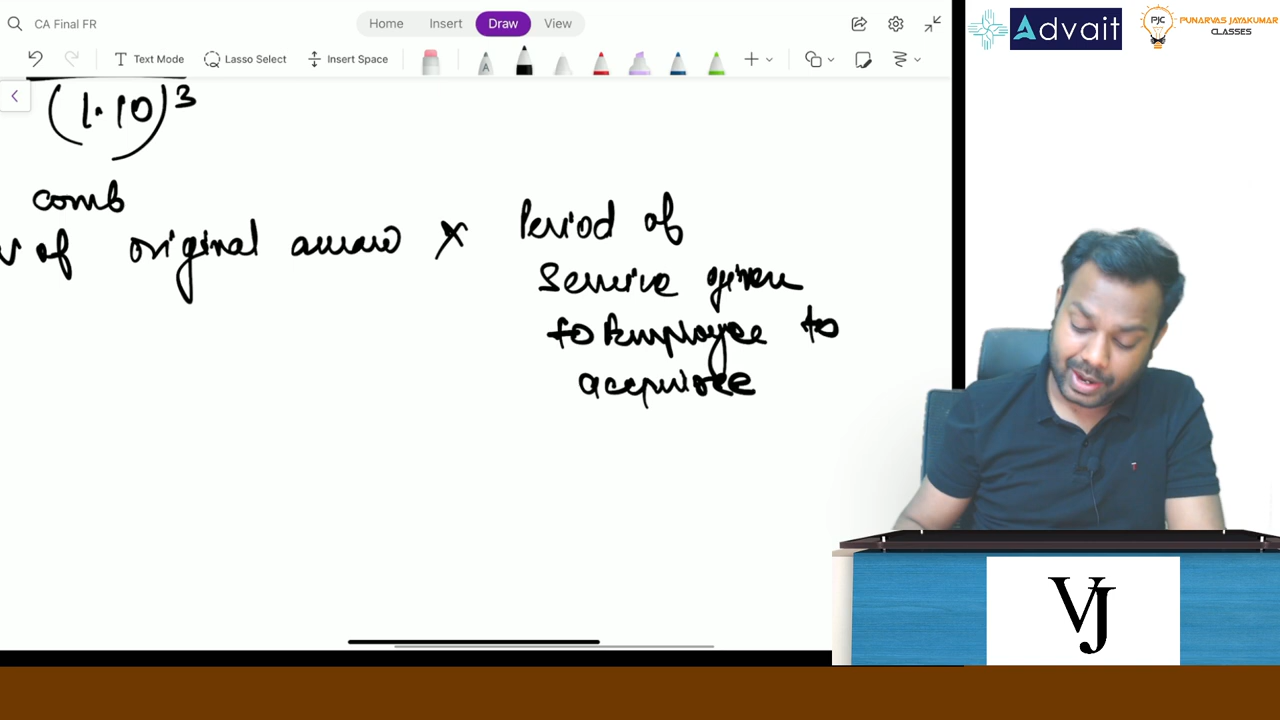 CA Final FR
Home Insert Draw View
Advait
PJC
PUNARVAS JAYAKUMAR
CLASSES
Text Mode Lasso Select Insert Space
A
(1.10)³
comb
of original award × Period of
Service given
to Employee to
acquiree
VJ